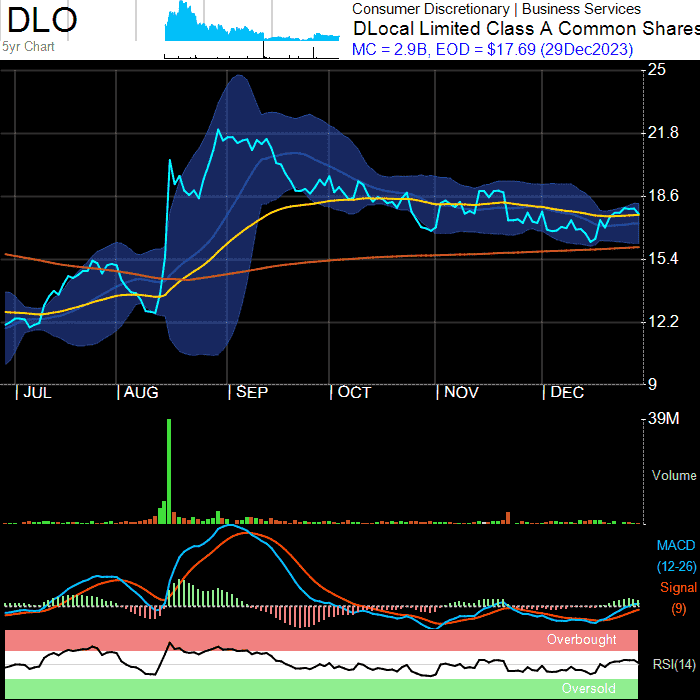 DLO
5yr Chart
Consumer Discretionary | Business Services
DLocal Limited Class A Common Shares
MC = 2.9B, EOD = $17.69 (29Dec2023)
25
21.8
18.6
15.4
12.2
9
JUL
AUG
SEP
OCT
NOV
DEC
39M
Volume
MACD
(12-26)
Signal
(9)
Overbought
RSI(14)
Oversold